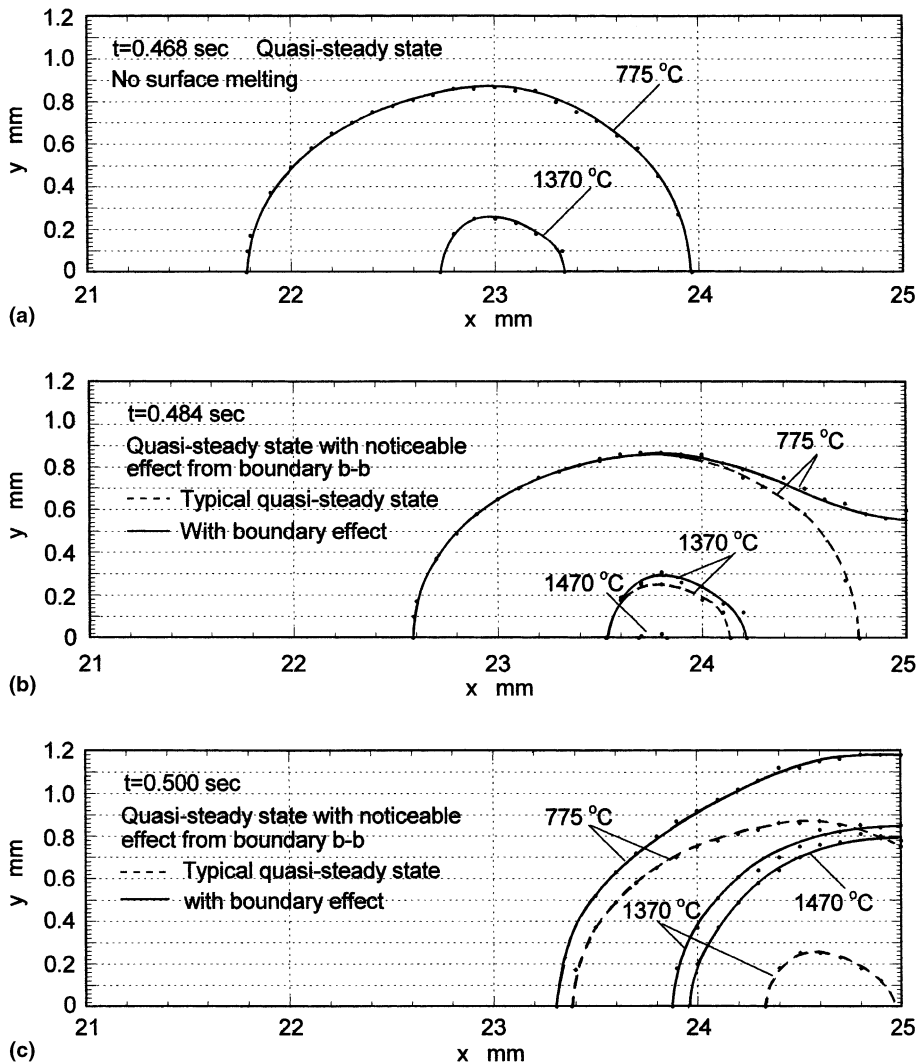 1.2
1.0
0.8
0.6
0.4
0.2
0
y mm
t=0.468 sec Quasi-steady state
No surface melting
775 °C
1370 °C
21 22 23 24 25
x mm
(a)
1.2
1.0
0.8
0.6
0.4
0.2
0
y mm
t=0.484 sec
Quasi-steady state with noticeable
effect from boundary b-b
Typical quasi-steady state
With boundary effect
775 °C
1370 °C
1470 °C
21 22 23 24 25
x mm
(b)
1.2
1.0
0.8
0.6
0.4
0.2
0
y mm
t=0.500 sec
Quasi-steady state with noticeable
effect from boundary b-b
Typical quasi-steady state
with boundary effect
775 °C
1370 °C
1470 °C
21 22 23 24 25
x mm
(c)